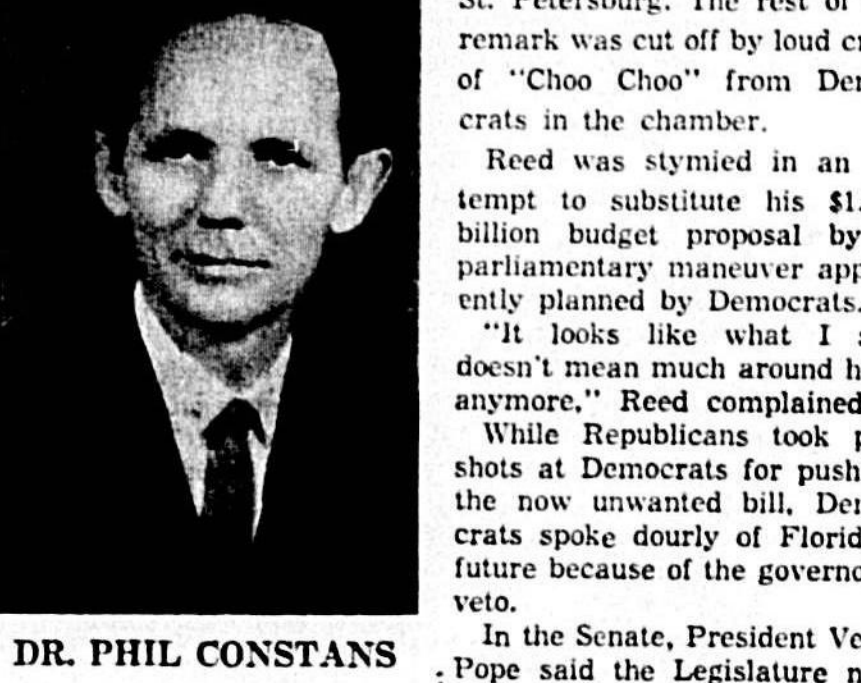 DR. PHIL CONSTANS
St. Petersburg. The rest of
remark was cut off by loud
of "Choo Choo" from Dem
crats in the chamber.
Reed was stymied in an
tempt to substitute his $1.
billion budget proposal by
parliamentary maneuver app
ently planned by Democrats.
"It looks like what I
doesn't mean much around h
anymore," Reed complained
While Republicans took p
shots at Democrats for push
the now unwanted bill, Dem
crats spoke dourly of Florid
future because of the governo
veto.
In the Senate, President Ve
Pope said the Legislature